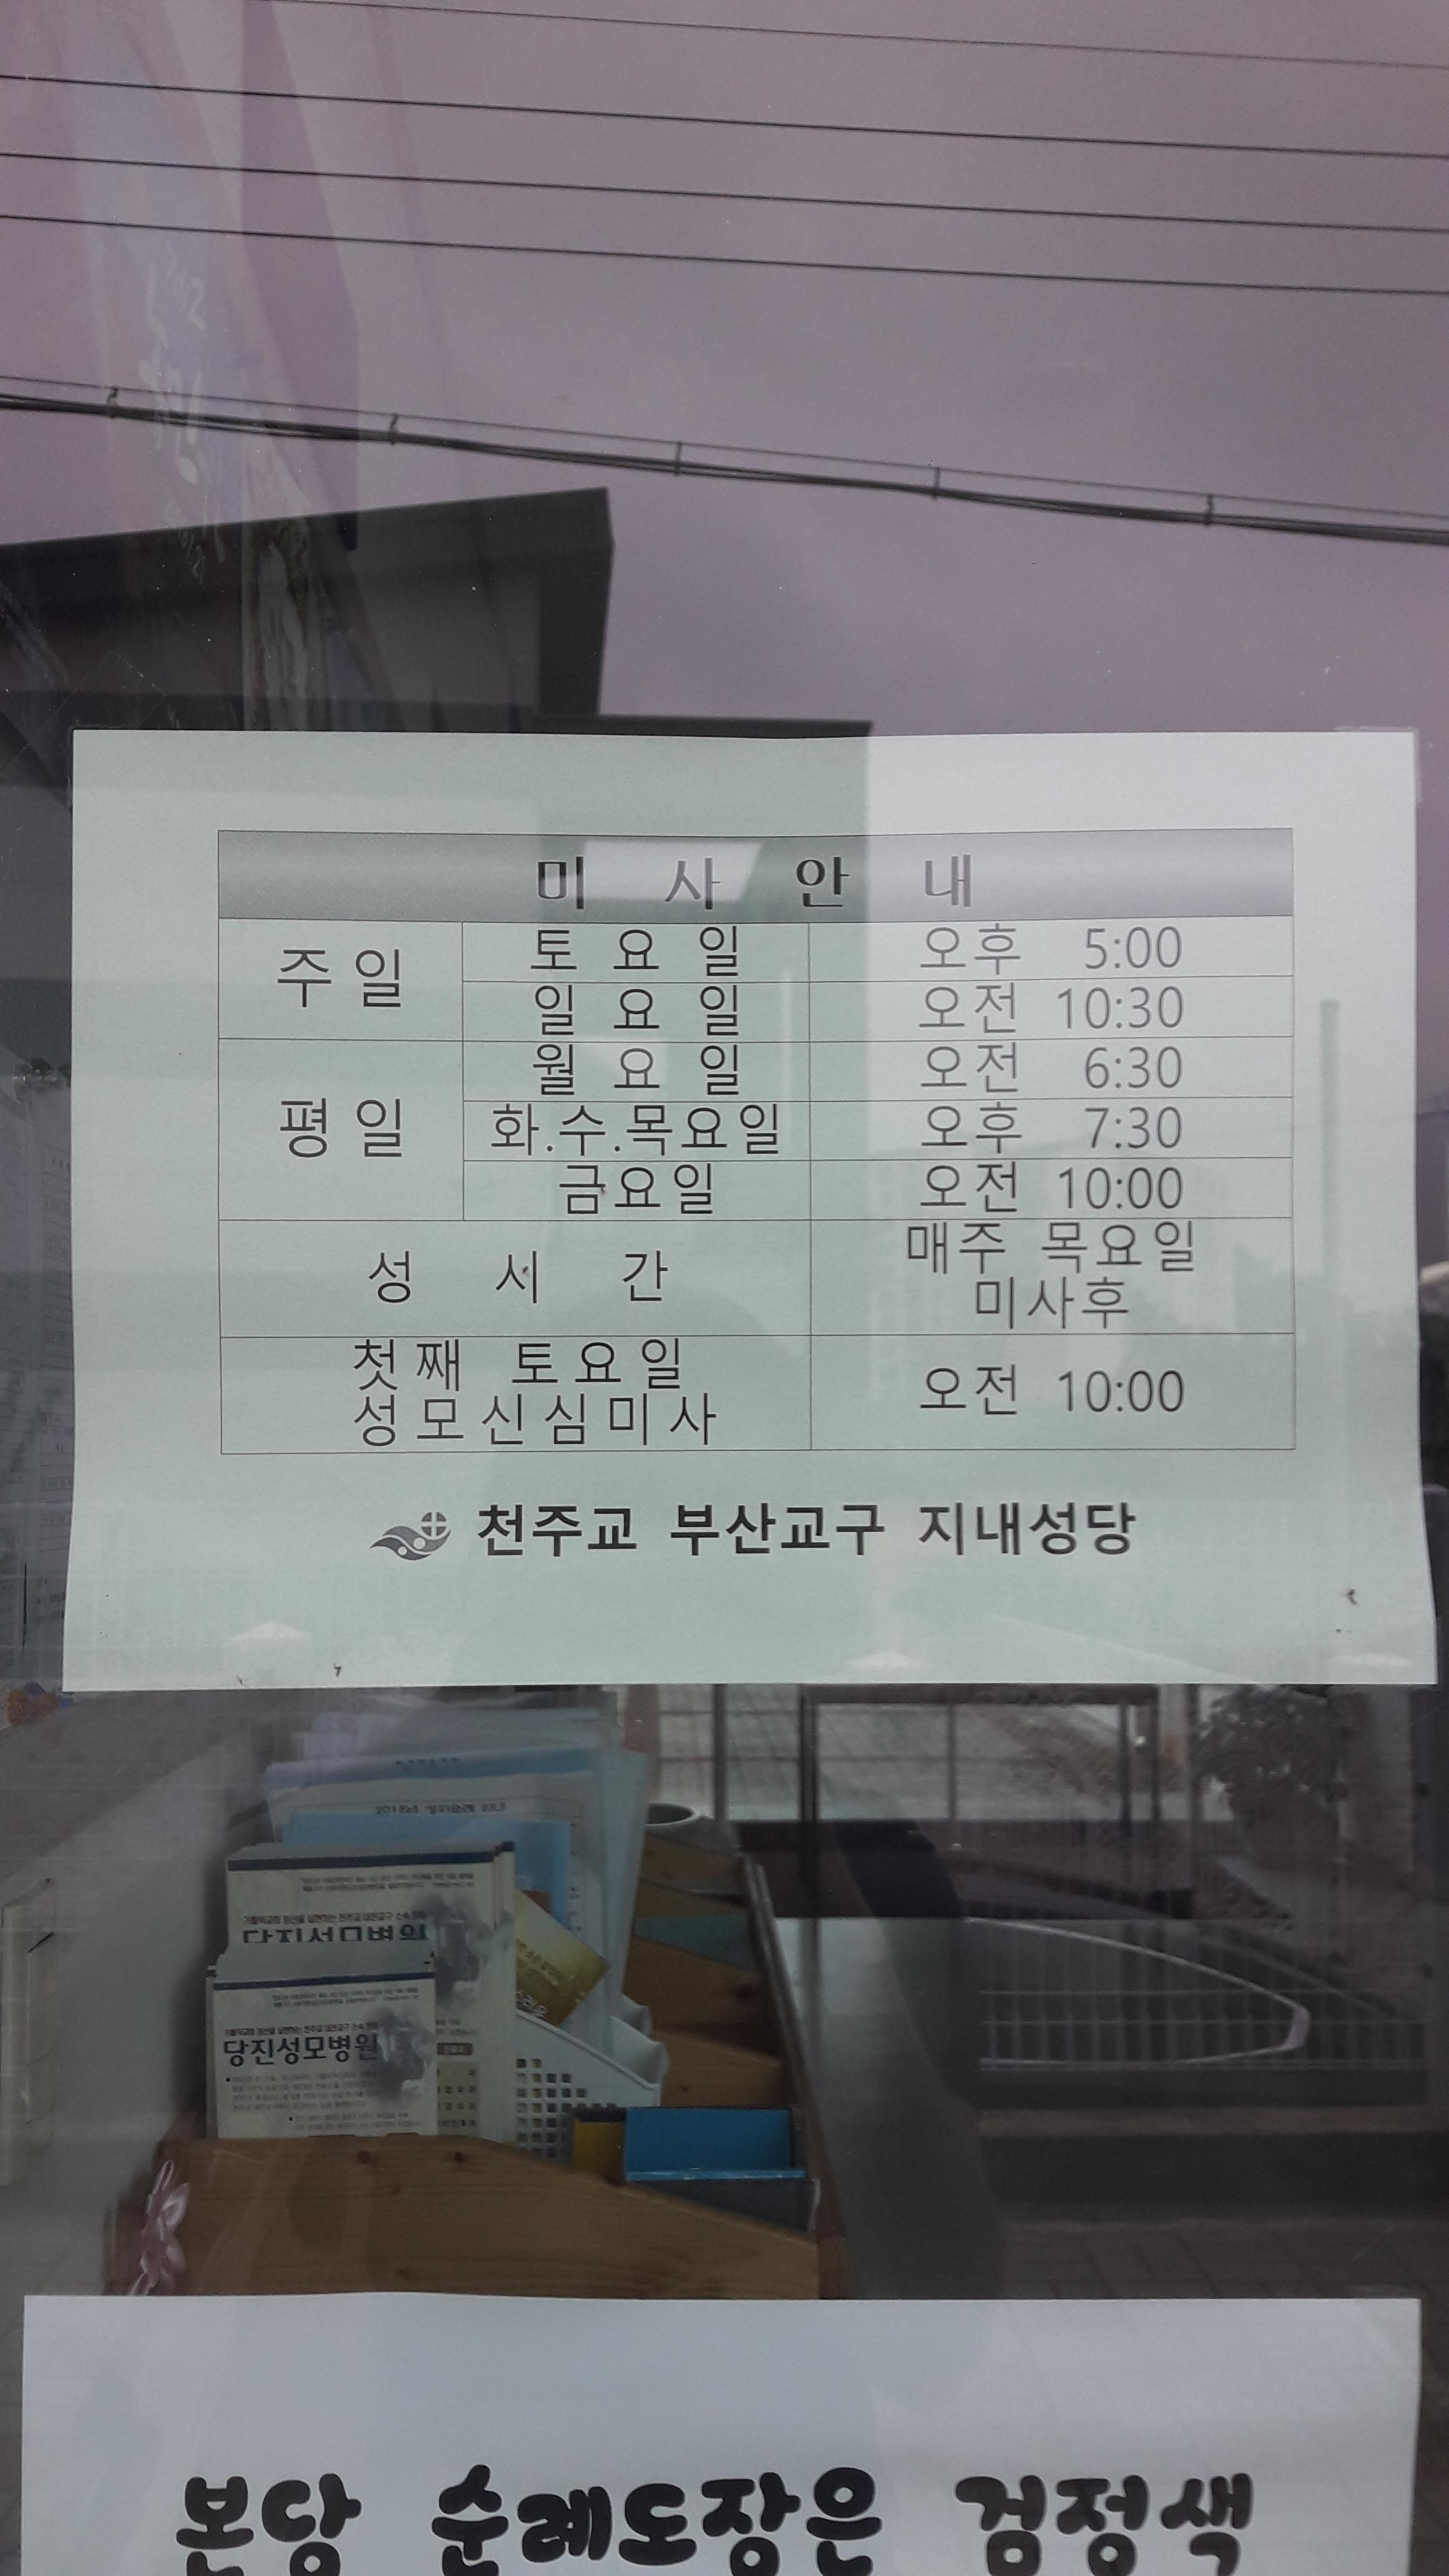 미 사 안 내
주일
토 요 일 오후 5:00
일 요 일 오전 10:30
평일
월 요 일 오전 6:30
화.수.목요일 오후 7:30
금요일 오전 10:00
성 시 간
매주 목요일
미사후
첫째 토요일
성모신심미사
오전 10:00
천주교 부산교구 지내성당
당진성모병원
본당 순례도장은 검정색